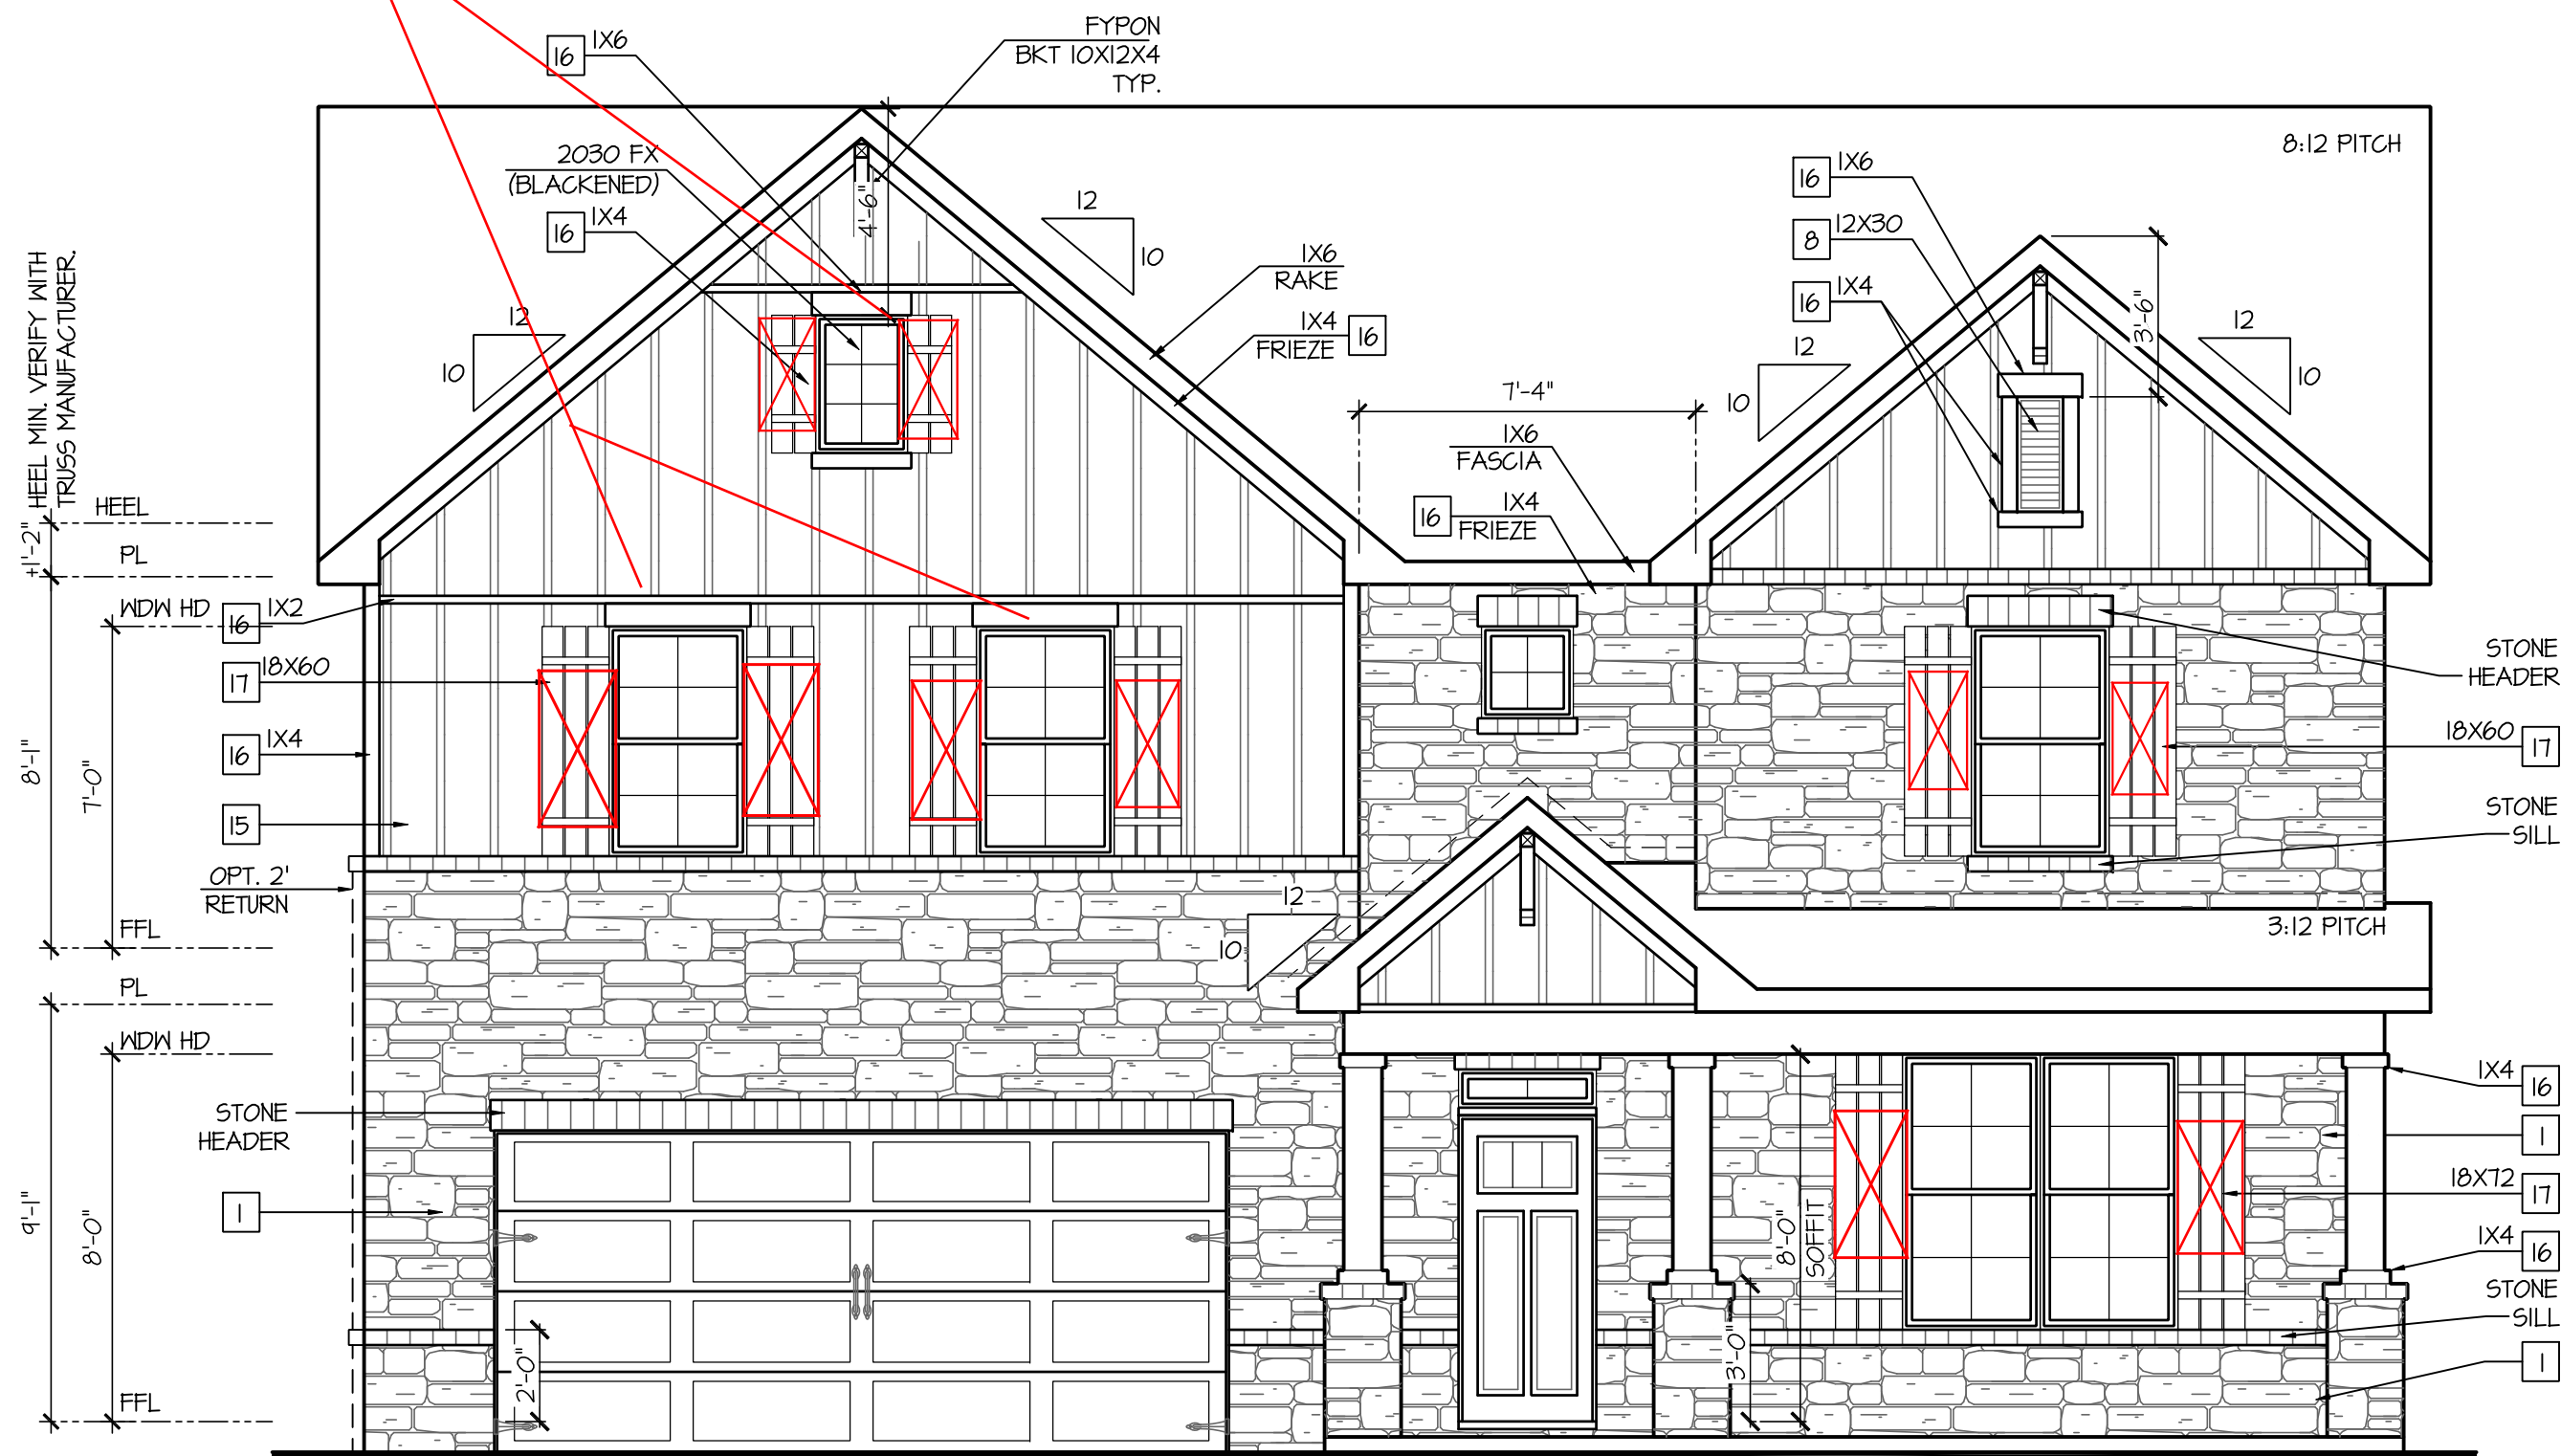 FYPON
BKT 10X12X4
TYP.
16 1X6
2030 FX
(BLACKENED)
16 1X4
4'-6"
12
10
12
10
1X6
RAKE
1X4
FRIEZE 16
7'-4"
1X6
FASCIA
16 1X4
FRIEZE
8:12 PITCH
16 1X6
8 12X30
16 1X4
3'-6"
12
10
12
10
HEEL MIN. VERIFY WITH
TRUSS MANUFACTURER.
+1'-2"
HEEL
PL
WDW HD
16 1X2
17 18X60
16 1X4
15
8'-1"
7'-0"
OPT. 2'
RETURN
FFL
PL
WDW HD
STONE
HEADER
1
9'-1"
8'-0"
FFL
2'-0"
12
10
STONE
HEADER
18X60 17
STONE
SILL
3:12 PITCH
8'-0"
SOFFIT
3'-0"
1X4 16
1
18X72 17
1X4 16
STONE
SILL
1